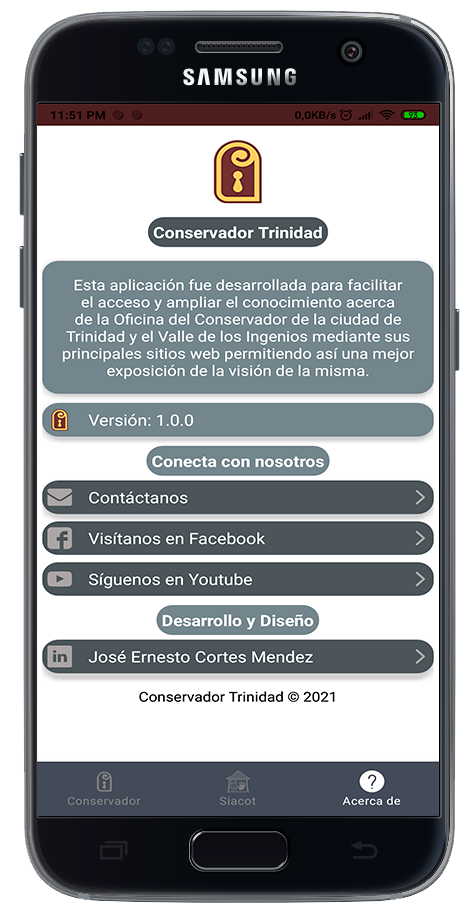 SAMSUNG
11:51 PM 0,0KB/s 93
Conservador Trinidad
Esta aplicación fue desarrollada para facilitar
el acceso y ampliar el conocimiento acerca
de la Oficina del Conservador de la ciudad de
Trinidad y el Valle de los Ingenios mediante sus
principales sitios web permitiendo así una mejor
exposición de la visión de la misma.
Versión: 1.0.0
Conecta con nosotros
Contáctanos
Visítanos en Facebook
Síguenos en Youtube
Desarrollo y Diseño
in José Ernesto Cortes Mendez
Conservador Trinidad © 2021
Conservador Siacot Acerca de